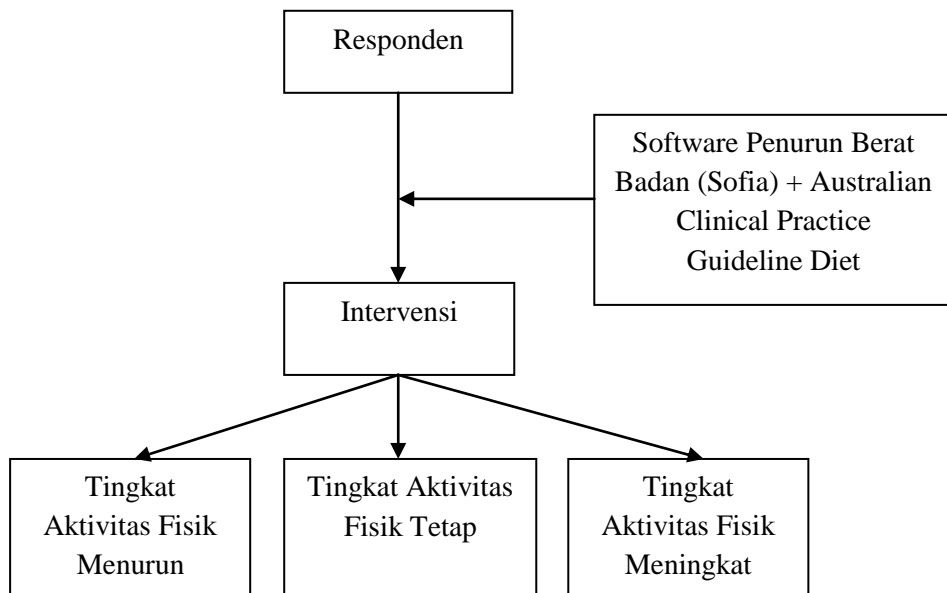 Responden
Software Penurun Berat
Badan (Sofia) + Australian
Clinical Practice
Guideline Diet
Intervensi
Tingkat
Aktivitas Fisik
Menurun
Tingkat Aktivitas
Fisik Tetap
Tingkat
Aktivitas Fisik
Meningkat